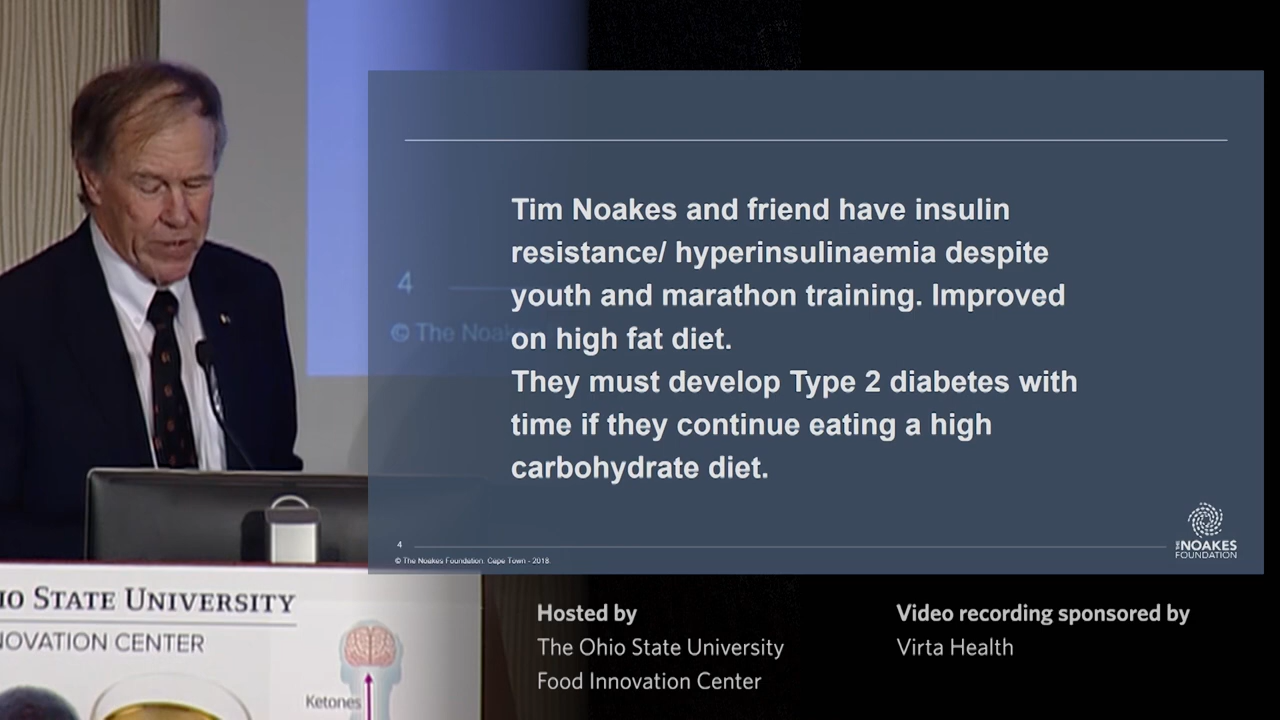 Tim Noakes and friend have insulin
resistance/ hyperinsulinaemia despite
youth and marathon training. Improved
on high fat diet.
They must develop Type 2 diabetes with
time if they continue eating a high
carbohydrate diet.
4
© The Noakes Foundation. Cape Town - 2018.
THE NOAKES
FOUNDATION
4
© The Noak
IO STATE UNIVERSITY
NOVATION CENTER
Ketones
Hosted by
The Ohio State University
Food Innovation Center
Video recording sponsored by
Virta Health